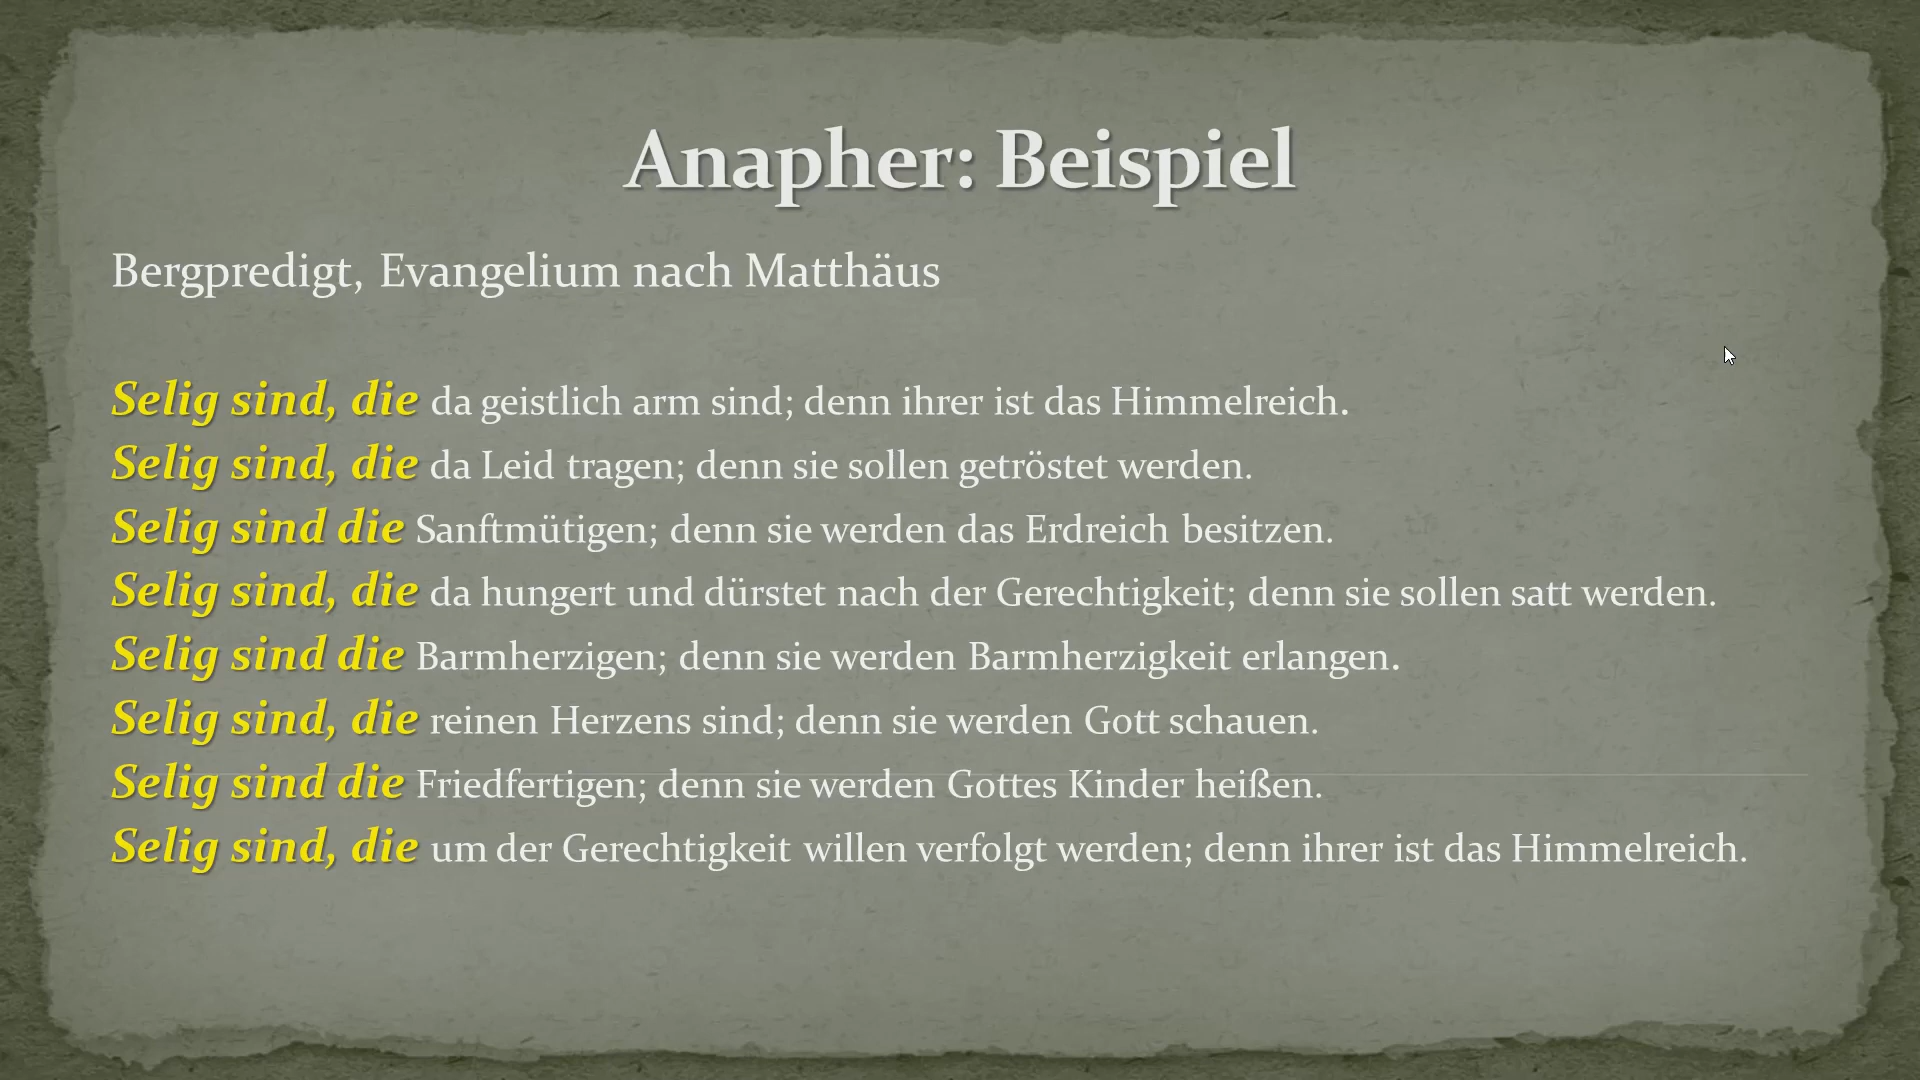 Anapher: Beispiel
Bergpredigt, Evangelium nach Matthäus
Selig sind, die da geistlich arm sind; denn ihrer ist das Himmelreich.
Selig sind, die da Leid tragen; denn sie sollen getröstet werden.
Selig sind die Sanftmütigen; denn sie werden das Erdreich besitzen.
Selig sind, die da hungert und dürstet nach der Gerechtigkeit; denn sie sollen satt werden.
Selig sind die Barmherzigen; denn sie werden Barmherzigkeit erlangen.
Selig sind, die reinen Herzens sind; denn sie werden Gott schauen.
Selig sind die Friedfertigen; denn sie werden Gottes Kinder heißen.
Selig sind, die um der Gerechtigkeit willen verfolgt werden; denn ihrer ist das Himmelreich.